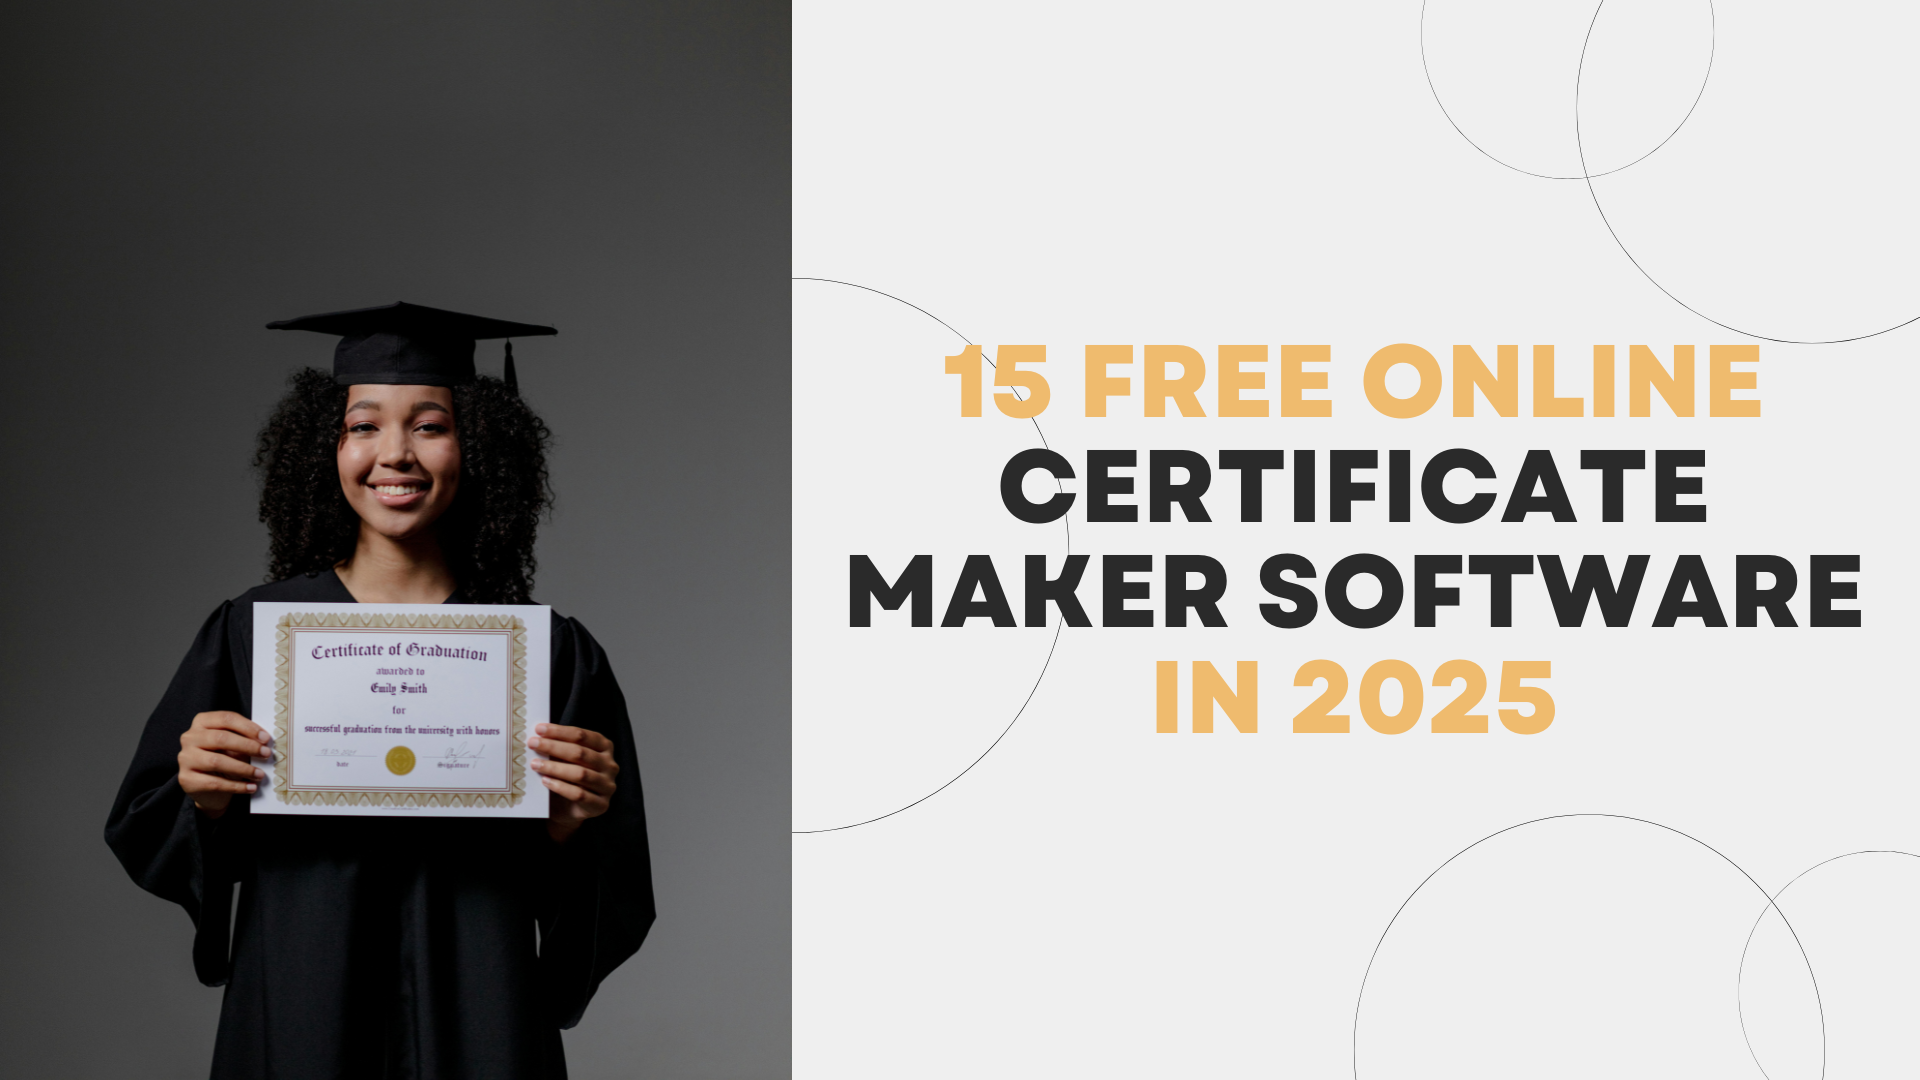 Certificate of Graduation
awarded to
Emily Smith
for
successful graduation from the university with honors
date
Signature
15 FREE ONLINE
CERTIFICATE
MAKER SOFTWARE
IN 2025